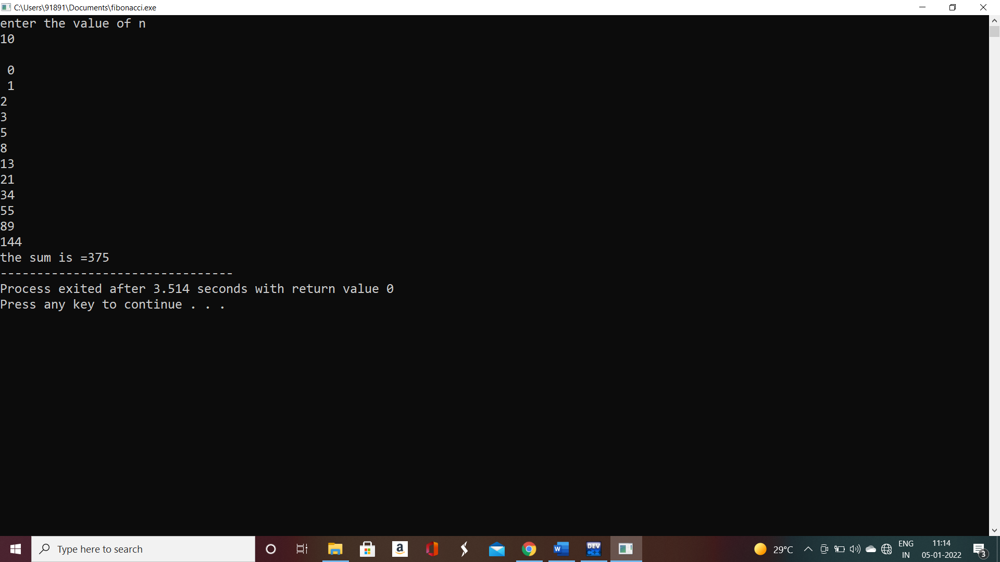 C:\Users\91891\Documents\fibonacci.exe
enter the value of n
10
0
1
2
3
5
8
13
21
34
55
89
144
the sum is =375
--------------------------------
Process exited after 3.514 seconds with return value 0
Press any key to continue . . .
Type here to search
a
W
DEV
C++
29°C
ENG
IN
11:14
05-01-2022
3